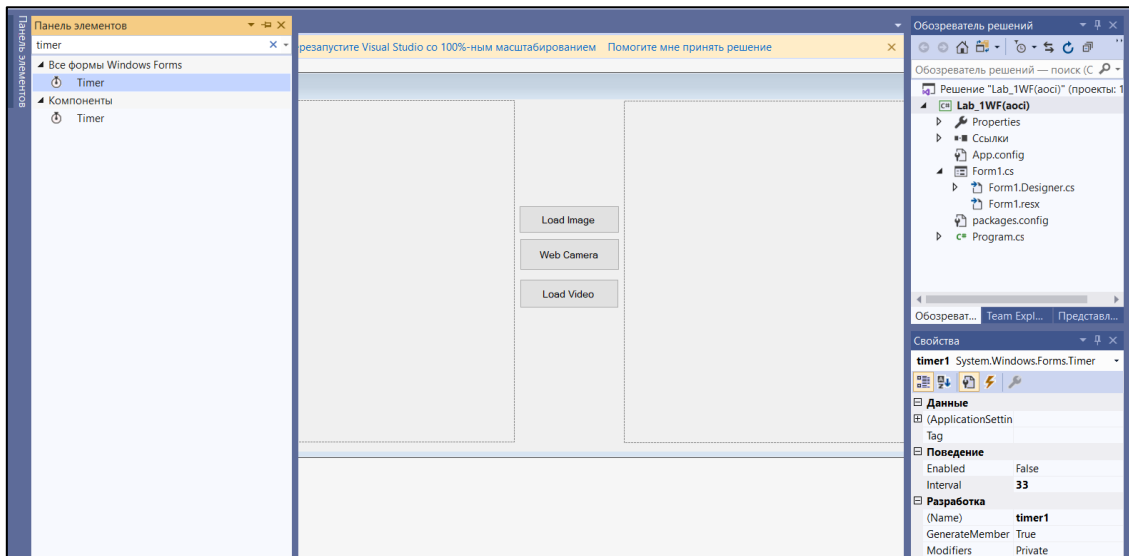 Панель элементов
Панель элементов
timer
Все формы Windows Forms
Timer
Компоненты
Timer
ерезапустите Visual Studio со 100%-ным масштабированием Помогите мне принять решение
Load Image
Web Camera
Load Video
Обозреватель решений
Обозреватель решений — поиск (С
Решение "Lab_1WF(aoci)" (проекты: 1
C# Lab_1WF(aoci)
Properties
Ссылки
App.config
Form1.cs
Form1.Designer.cs
Form1.resx
packages.config
C# Program.cs
Обозреват... Team Expl... Представл...
Свойства
timer1 System.Windows.Forms.Timer
Данные
(ApplicationSettin
Tag
Поведение
Enabled False
Interval 33
Разработка
(Name) timer1
GenerateMember True
Modifiers Private